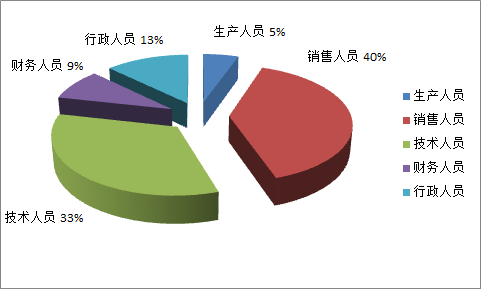 生产人员 5%
行政人员 13%
销售人员 40%
财务人员 9%
技术人员 33%
生产人员
销售人员
技术人员
财务人员
行政人员